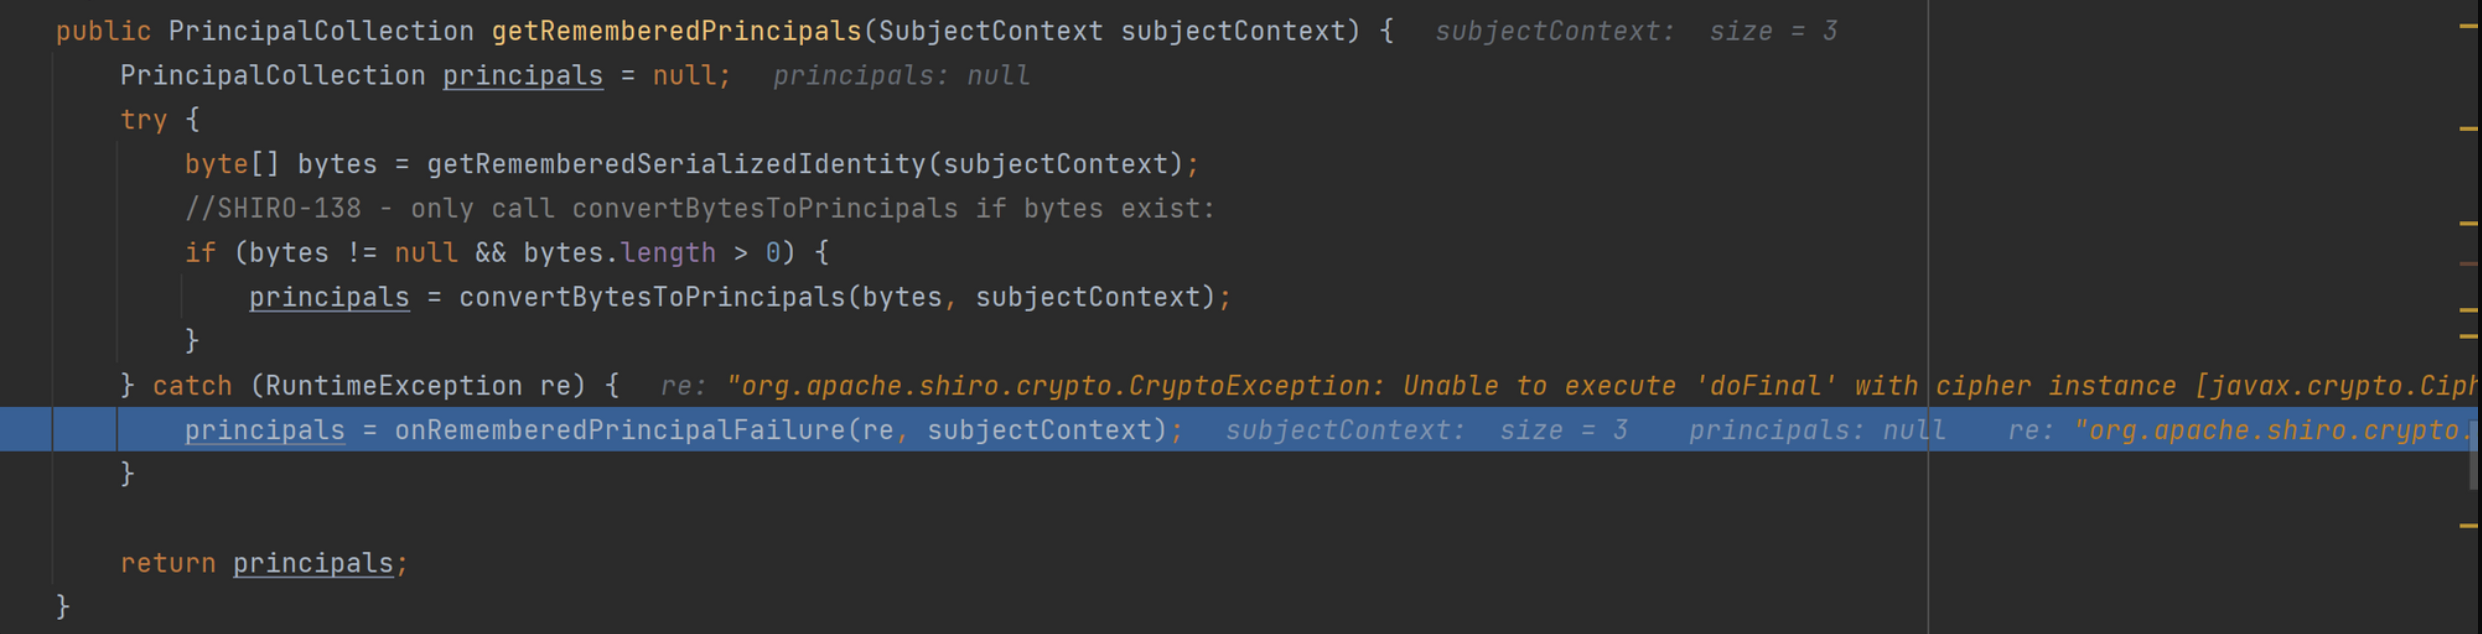 public PrincipalCollection getRememberedPrincipals(SubjectContext subjectContext) {   subjectContext:  size = 3
    PrincipalCollection principals = null;   principals: null
    try {
        byte[] bytes = getRememberedSerializedIdentity(subjectContext);
        //SHIRO-138 - only call convertBytesToPrincipals if bytes exist:
        if (bytes != null && bytes.length > 0) {
            principals = convertBytesToPrincipals(bytes, subjectContext);
        }
    } catch (RuntimeException re) {   re: "org.apache.shiro.crypto.CryptoException: Unable to execute 'doFinal' with cipher instance [javax.crypto.Ciph
        principals = onRememberedPrincipalFailure(re, subjectContext);   subjectContext:  size = 3    principals: null    re: "org.apache.shiro.crypto.
    }

    return principals;
}